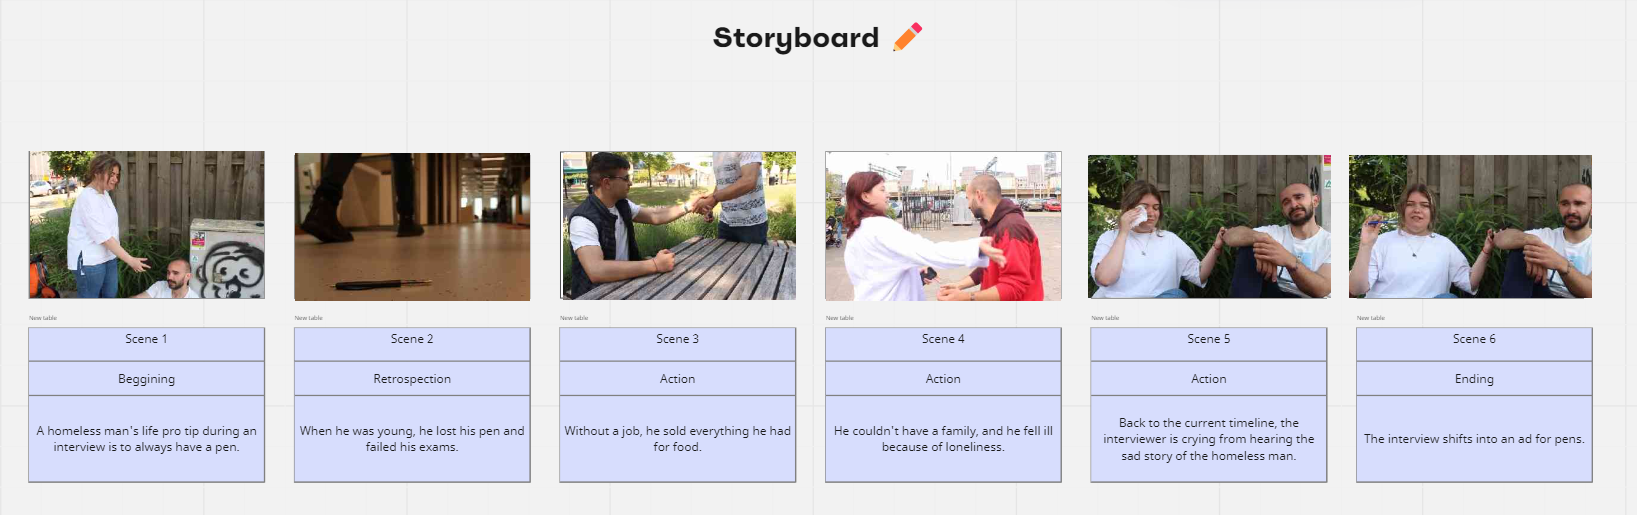 Storyboard
New table
New table
New table
New table
New table
New table
Scene 1
Scene 2
Scene 3
Scene 4
Scene 5
Scene 6
Beggining
Retrospection
Action
Action
Action
Ending
A homeless man's life pro tip during an
interview is to always have a pen.
When he was young, he lost his pen and
failed his exams.
Without a job, he sold everything he had
for food.
He couldn't have a family, and he fell ill
because of loneliness.
Back to the current timeline, the
interviewer is crying from hearing the
sad story of the homeless man.
The interview shifts into an ad for pens.